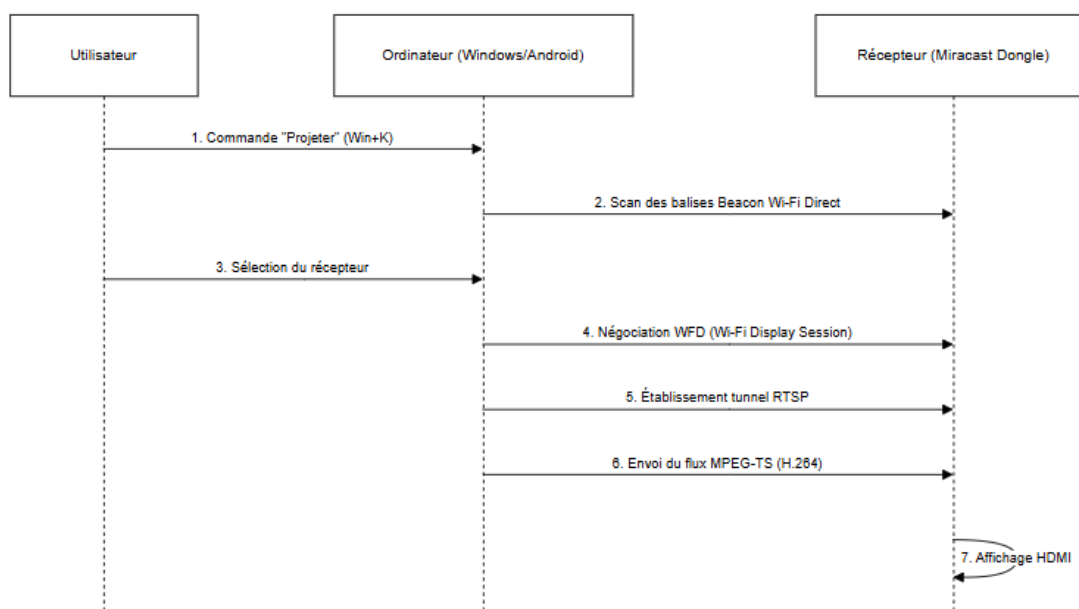 Utilisateur
Ordinateur (Windows/Android)
Récepteur (Miracast Dongle)
1. Commande "Projeter" (Win+K)
2. Scan des balises Beacon Wi-Fi Direct
3. Sélection du récepteur
4. Négociation WFD (Wi-Fi Display Session)
5. Établissement tunnel RTSP
6. Envoi du flux MPEG-TS (H.264)
7. Affichage HDMI